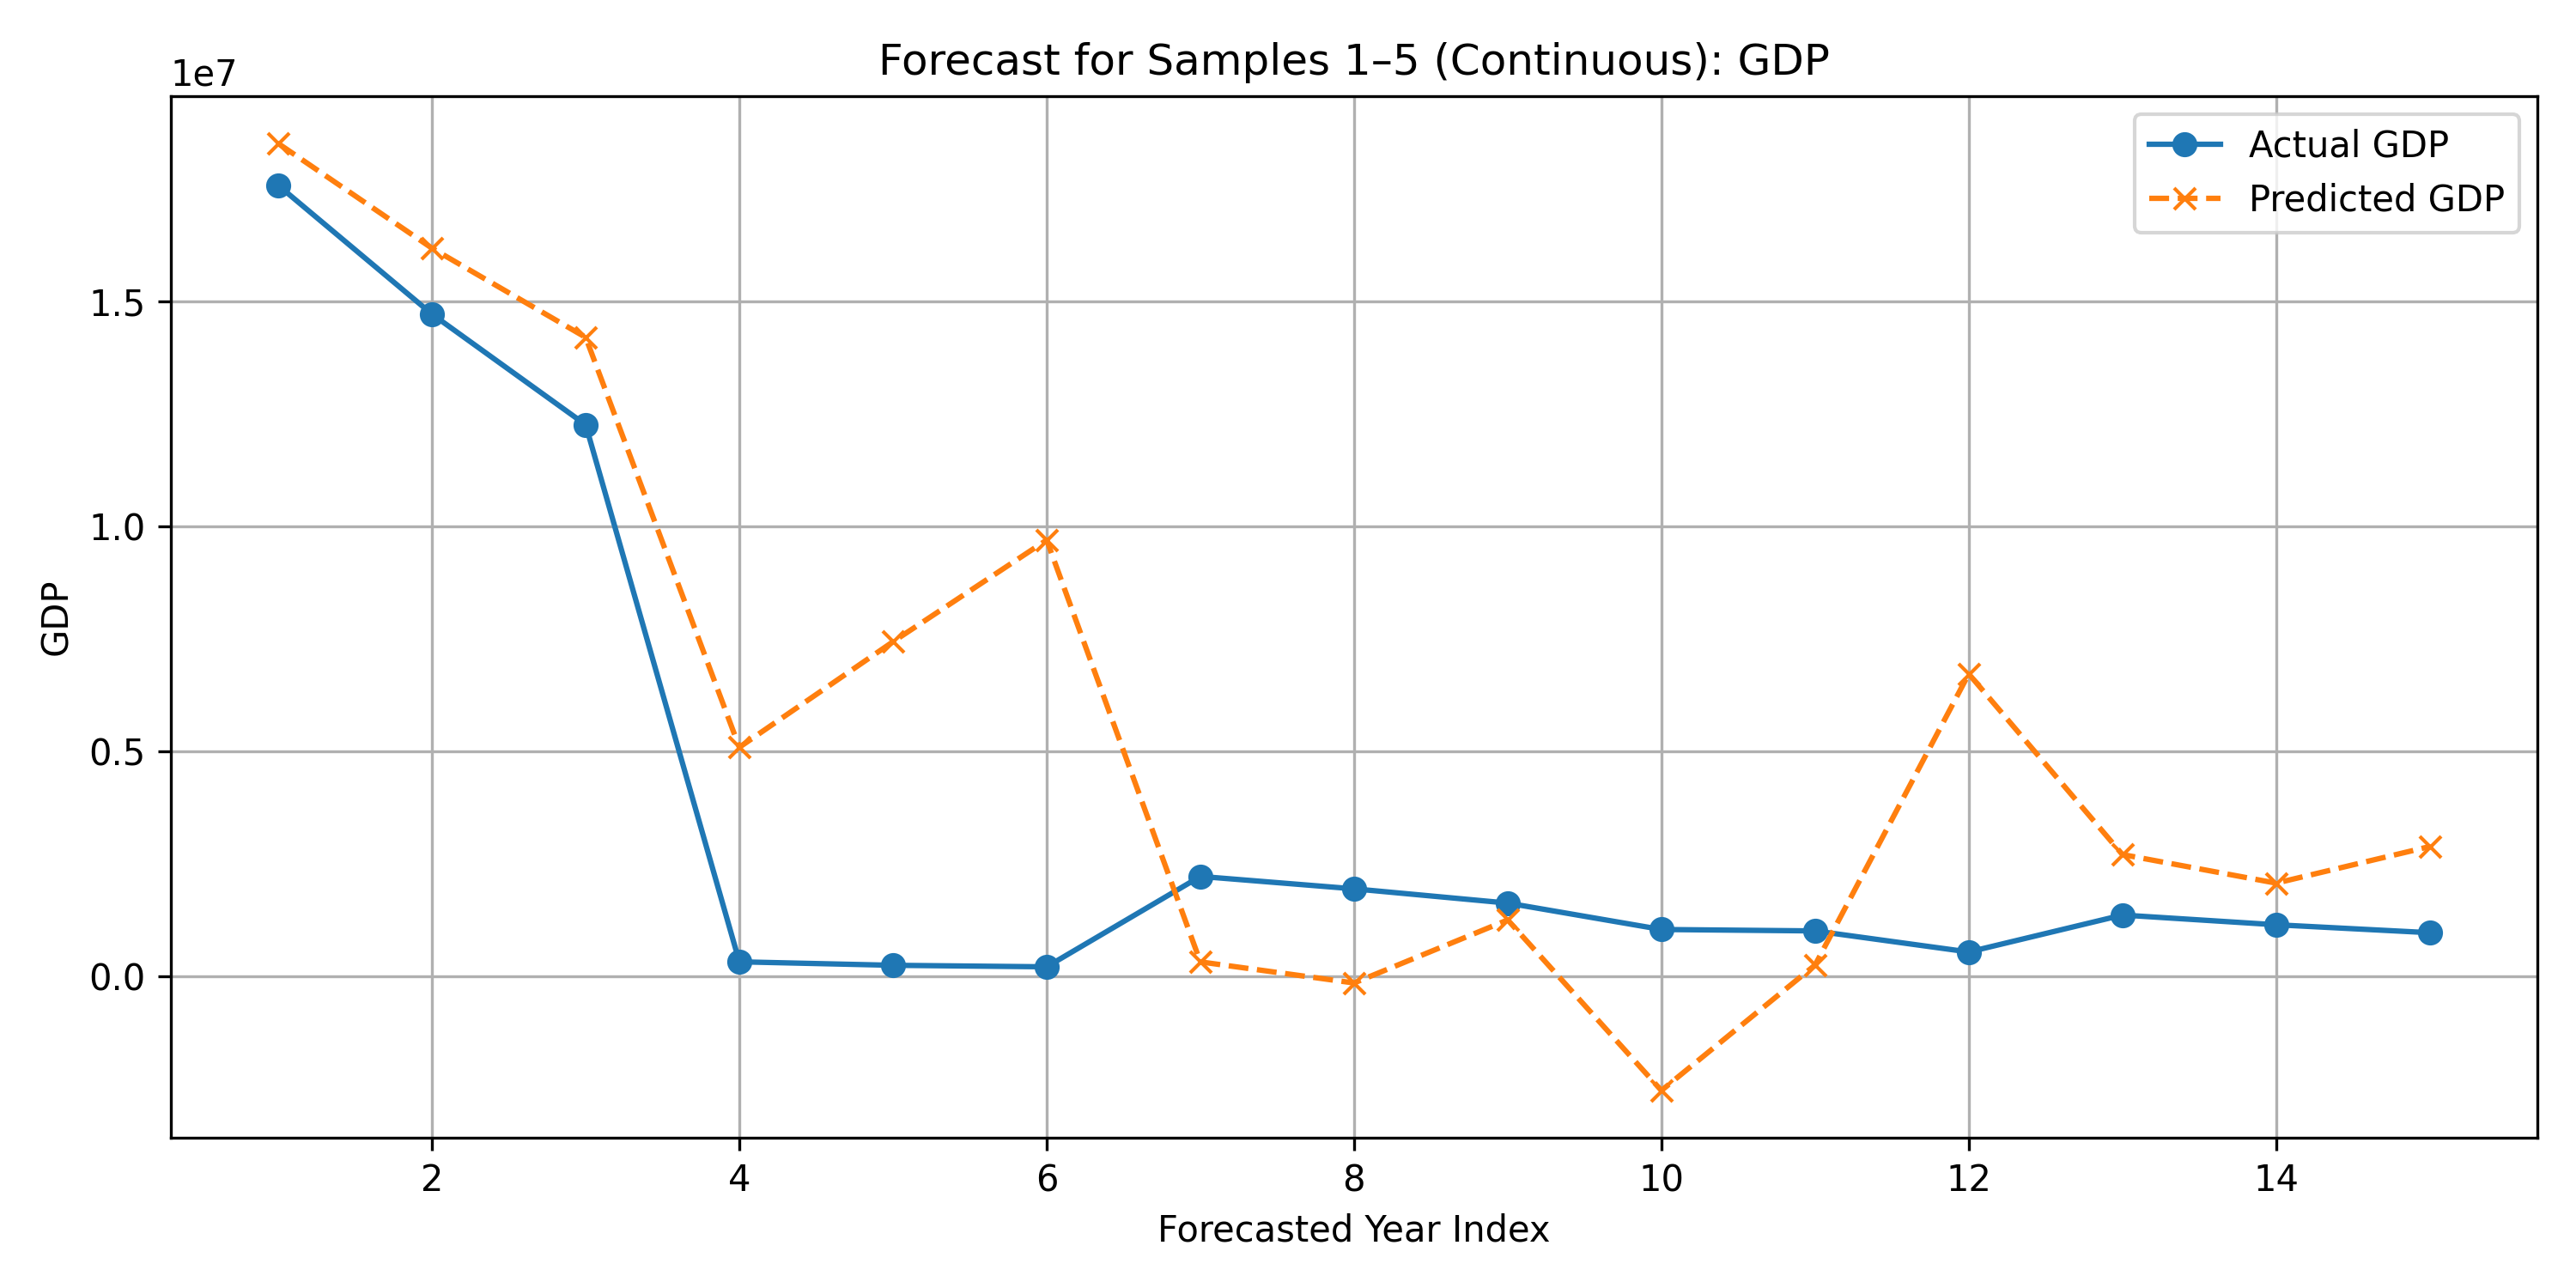 Forecast for Samples 1–5 (Continuous): GDP
1e7
Actual GDP
Predicted GDP
1.5
1.0
0.5
0.0
GDP
2 4 6 8 10 12 14
Forecasted Year Index